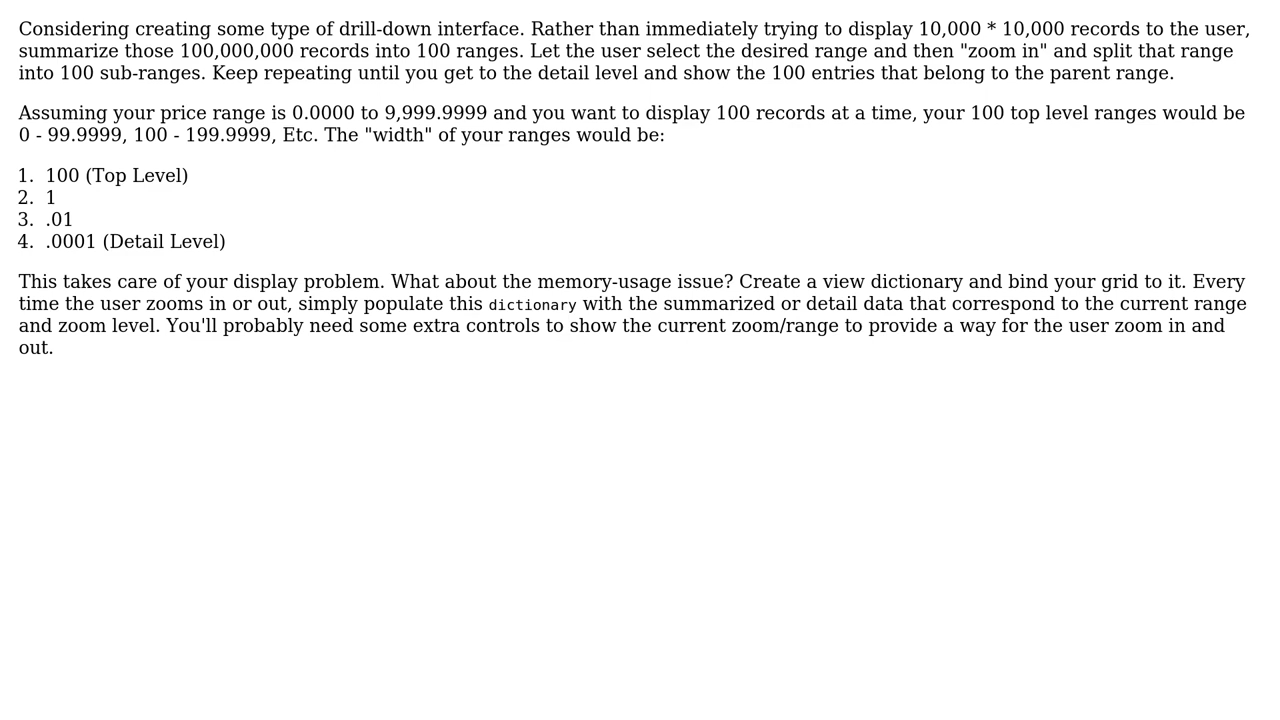 Considering creating some type of drill-down interface. Rather than immediately trying to display 10,000 * 10,000 records to the user,
summarize those 100,000,000 records into 100 ranges. Let the user select the desired range and then "zoom in" and split that range
into 100 sub-ranges. Keep repeating until you get to the detail level and show the 100 entries that belong to the parent range.
Assuming your price range is 0.0000 to 9,999.9999 and you want to display 100 records at a time, your 100 top level ranges would be
0 - 99.9999, 100 - 199.9999, Etc. The "width" of your ranges would be:
1. 100 (Top Level)
2. 1
3. .01
4. .0001 (Detail Level)
This takes care of your display problem. What about the memory-usage issue? Create a view dictionary and bind your grid to it. Every
time the user zooms in or out, simply populate this dictionary with the summarized or detail data that correspond to the current range
and zoom level. You'll probably need some extra controls to show the current zoom/range to provide a way for the user zoom in and
out.